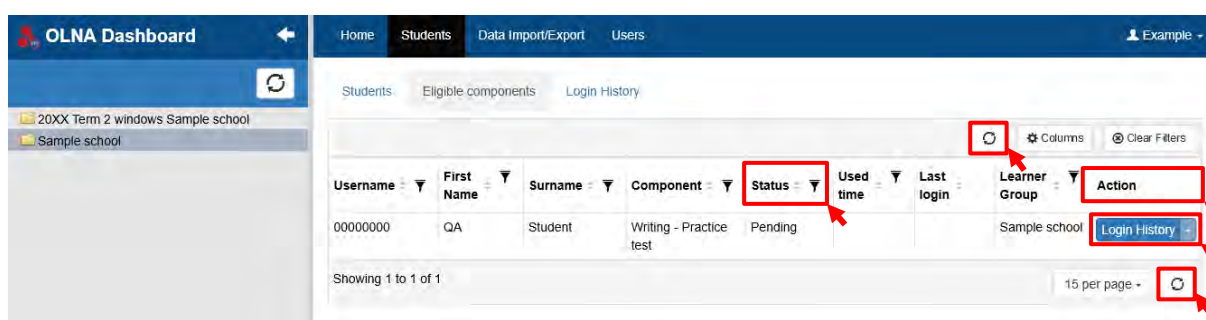 OLNA Dashboard
Home Students Data Import/Export Users Example
Students Eligible components Login History
20XX Term 2 windows Sample school
Sample school
Columns Clear Filters
Username First Name Surname Component Status Used time Last login Learner Group Action
00000000 QA Student Writing - Practice test Pending Sample school Login History
Showing 1 to 1 of 1
15 per page